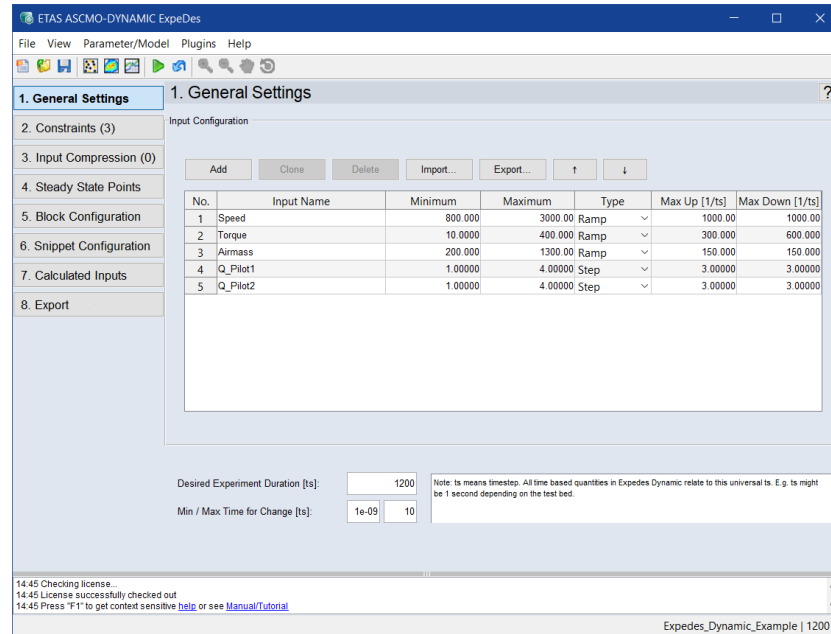 ETAS ASCMO-DYNAMIC ExpeDes
File View Parameter/Model Plugins Help
1. General Settings
2. Constraints (3)
3. Input Compression (0)
4. Steady State Points
5. Block Configuration
6. Snippet Configuration
7. Calculated Inputs
8. Export
1. General Settings ?
Input Configuration
Add Clone Delete Import... Export... ↑ ↓
No. Input Name Minimum Maximum Type Max Up [1/ts] Max Down [1/ts]
1 Speed 800.000 3000.00 Ramp 1000.00 1000.00
2 Torque 10.0000 400.000 Ramp 300.000 600.000
3 Airmass 200.000 1300.00 Ramp 150.000 150.000
4 Q_Pilot1 1.00000 4.00000 Step 3.00000 3.00000
5 Q_Pilot2 1.00000 4.00000 Step 3.00000 3.00000
Desired Experiment Duration [ts]: 1200
Min / Max Time for Change [ts]: 1e-09 10
Note: ts means timestep. All time based quantities in Expedes Dynamic relate to this universal ts. E.g. ts might
be 1 second depending on the test bed.
14:45 Checking license...
14:45 License successfully checked out
14:45 Press "F1" to get context sensitive help or see Manual/Tutorial
Expedes_Dynamic_Example | 1200